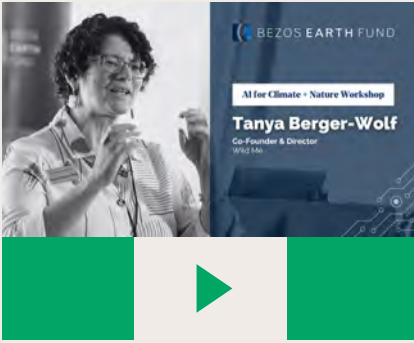 BEZOS EARTH FUND
AI for Climate + Nature Workshop
Tanya Berger-Wolf
Co-Founder & Director
Wild Me